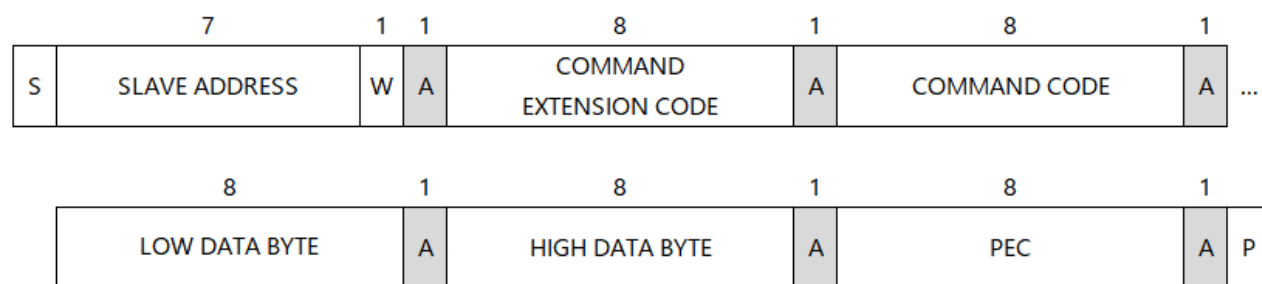 7 1 1 8 1 8 1
S SLAVE ADDRESS W A COMMAND EXTENSION CODE A COMMAND CODE A ...
8 1 8 1 8 1
LOW DATA BYTE A HIGH DATA BYTE A PEC A P